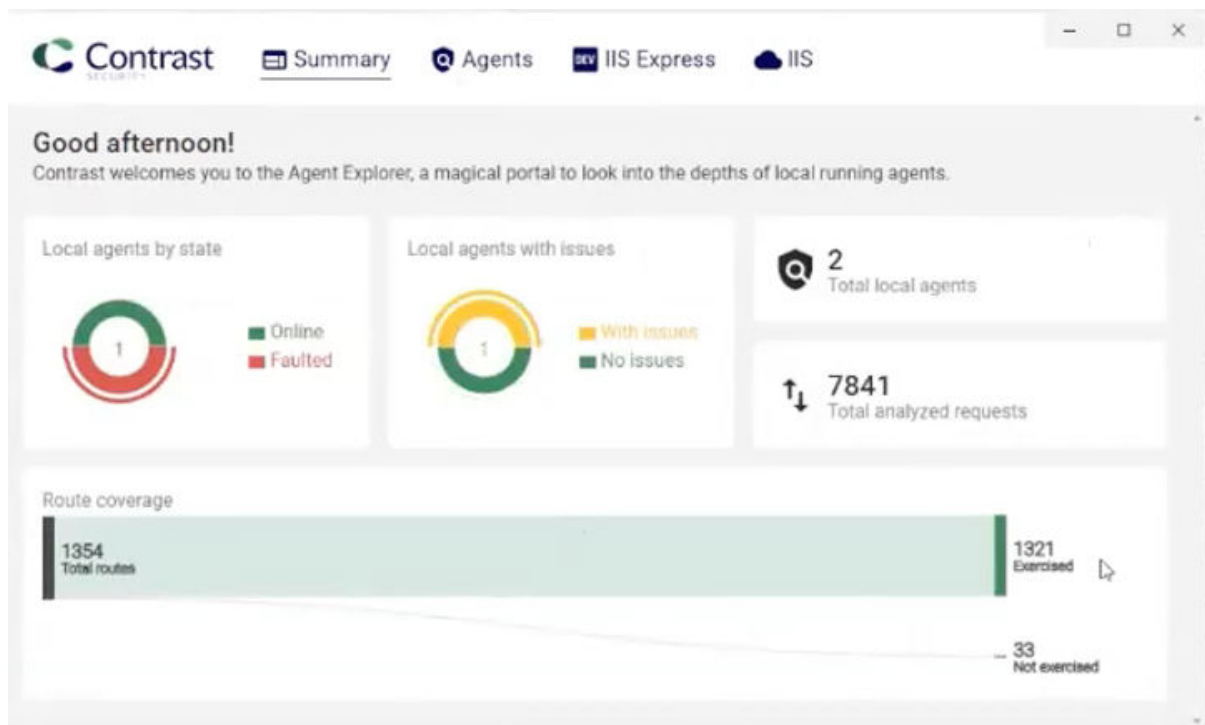 Contrast
SECURITY
Summary
Agents
DEV IIS Express
IIS
Good afternoon!
Contrast welcomes you to the Agent Explorer, a magical portal to look into the depths of local running agents.
Local agents by state
1
Online
Faulted
Local agents with issues
1
With issues
No issues
2
Total local agents
7841
Total analyzed requests
Route coverage
1354
Total routes
1321
Exercised
33
Not exercised